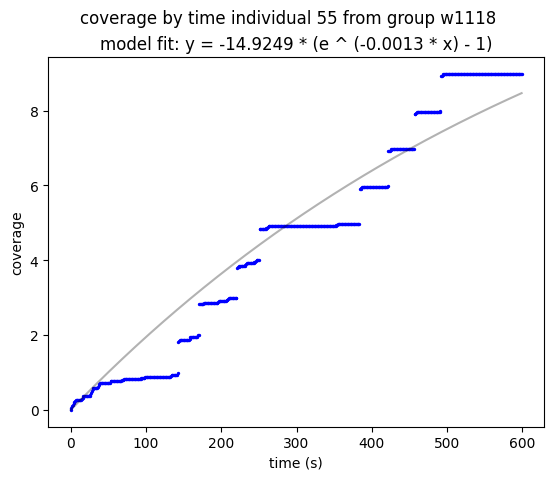 coverage by time individual 55 from group w1118
model fit: y = -14.9249 * (e ^ (-0.0013 * x) - 1)
coverage
8
6
4
2
0
0 100 200 300 400 500 600
time (s)